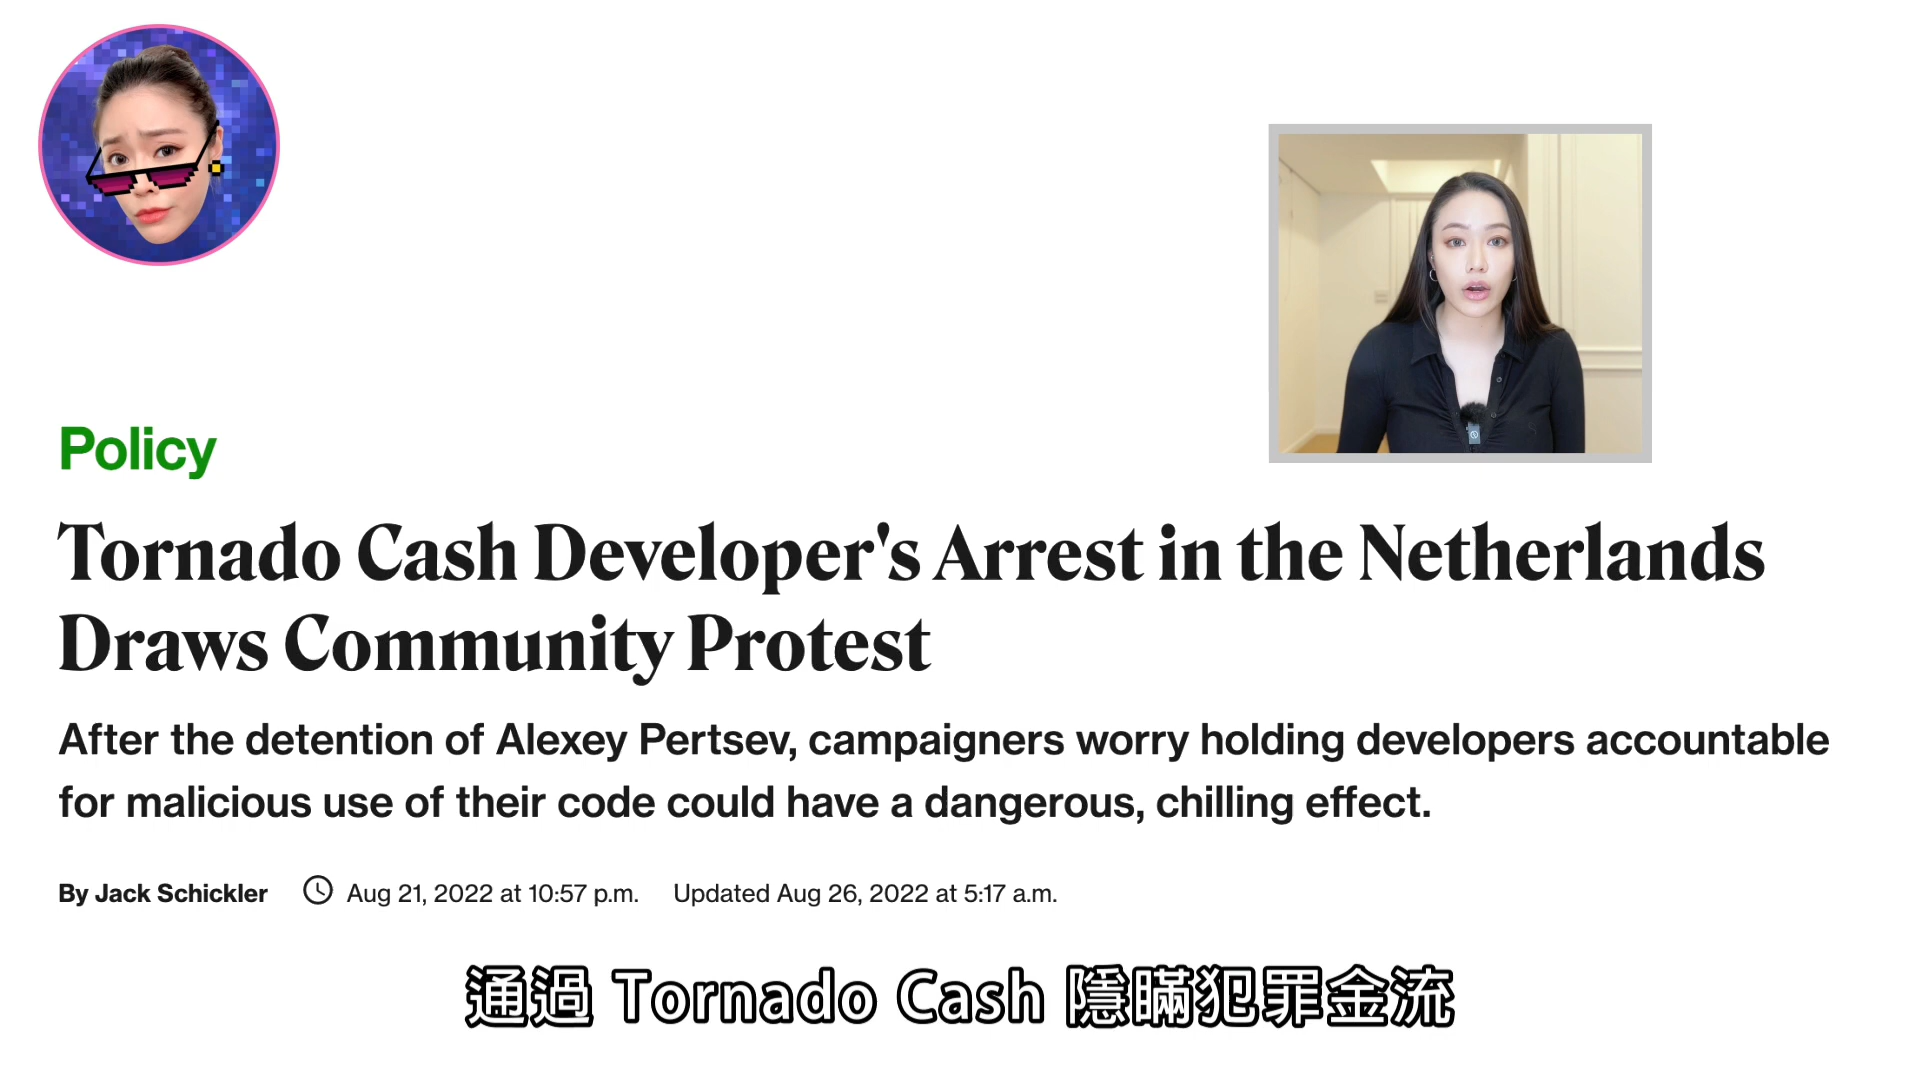 Policy
Tornado Cash Developer's Arrest in the Netherlands
Draws Community Protest
After the detention of Alexey Pertsev, campaigners worry holding developers accountable
for malicious use of their code could have a dangerous, chilling effect.
By Jack Schickler Aug 21, 2022 at 10:57 p.m. Updated Aug 26, 2022 at 5:17 a.m.
通過 Tornado Cash 隱瞞犯罪金流